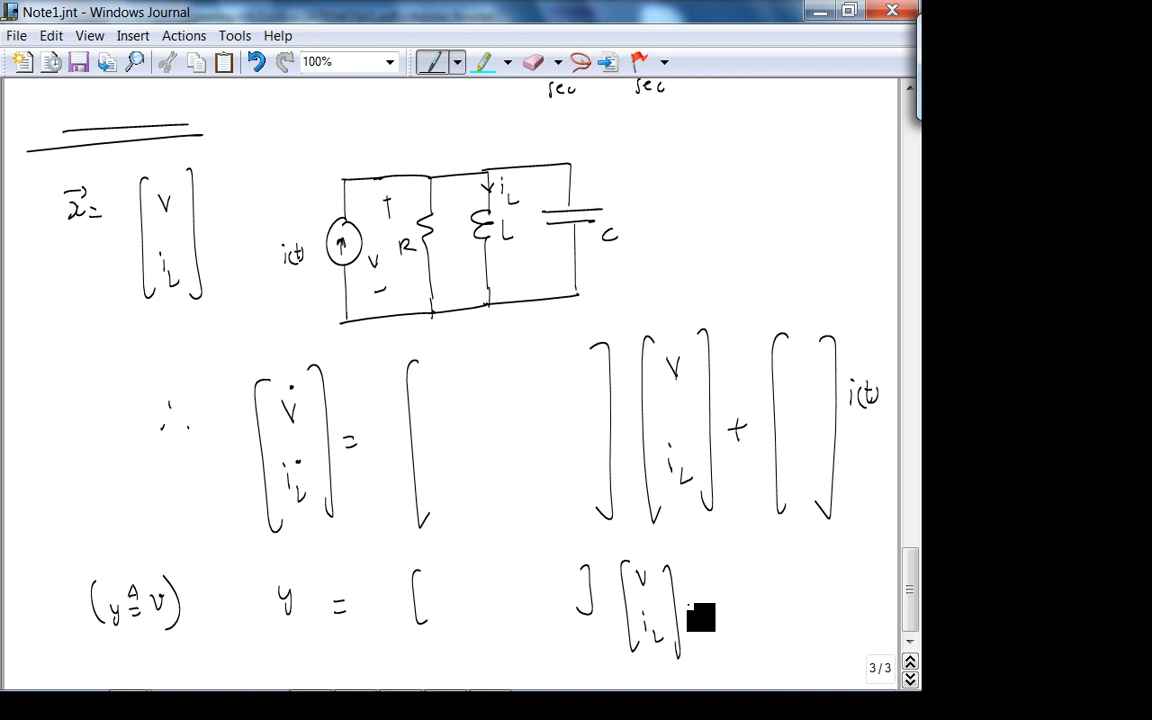 Note1.jnt - Windows Journal
File Edit View Insert Actions Tools Help
100%
sec sec
x⃗ = [ v i_L ]
i(t) + v - R i_L L C
∴ [ v̇ i̇_L ] = [ ] [ v i_L ] + [ ] i(t)
(y ≜ v) y = [ ] [ v i_L ]
3/3